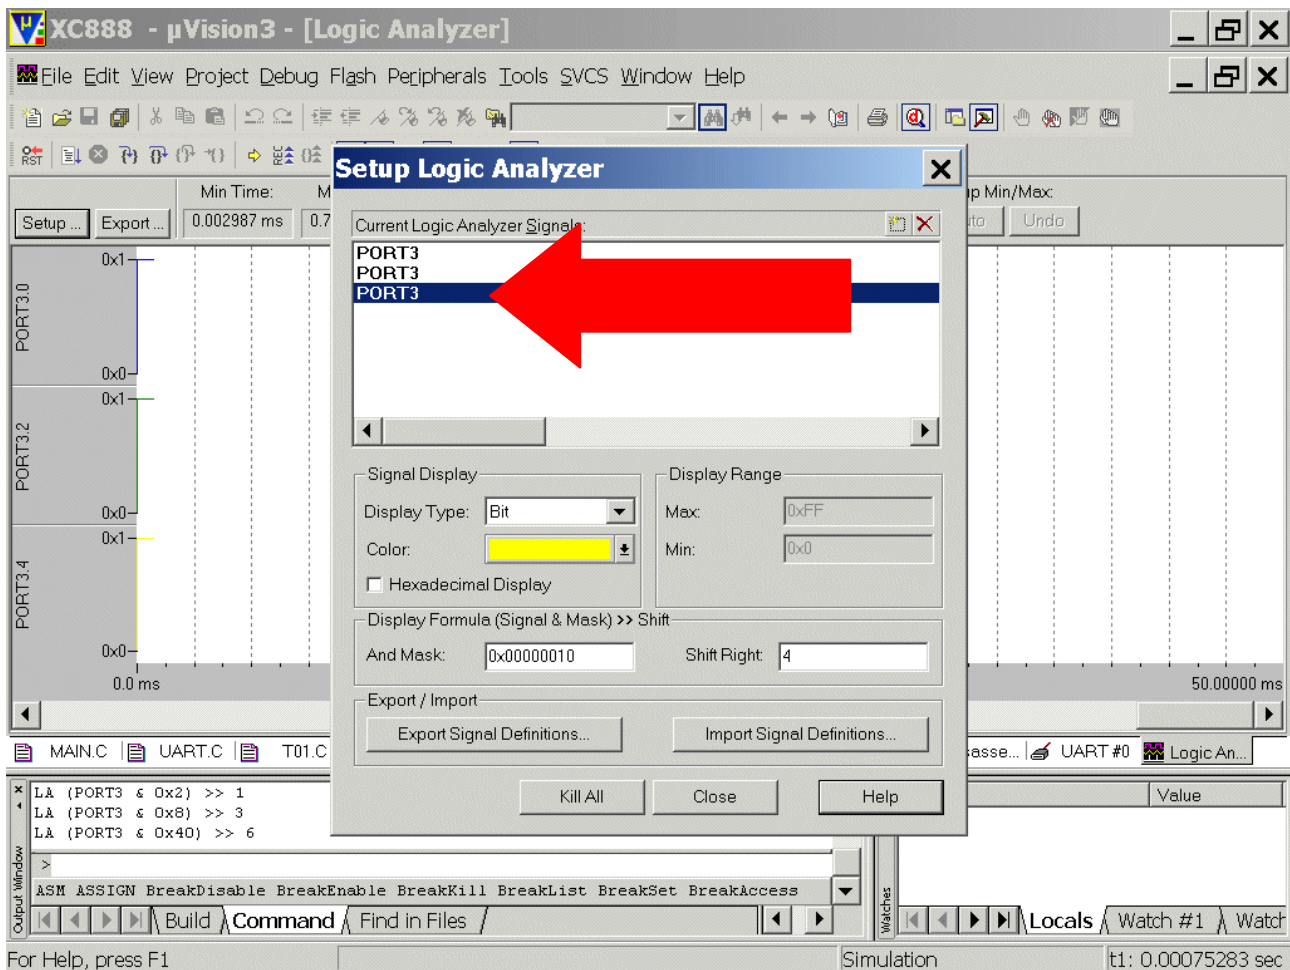 XC888 - µVision3 - [Logic Analyzer]
File Edit View Project Debug Flash Peripherals Tools SVCS Window Help
RST
Setup Logic Analyzer
Min Time:
Setup ... Export ... 0.002987 ms 0.7
Min/Max:
Undo
Current Logic Analyzer Signals:
PORT3
PORT3
PORT3
PORT3.0
0x1
0x0
PORT3.2
0x1
0x0
PORT3.4
0x1
0x0
0.0 ms
50.00000 ms
Signal Display
Display Type: Bit
Color:
Hexadecimal Display
Display Range
Max: 0xFF
Min: 0x0
Display Formula (Signal & Mask) >> Shift
And Mask: 0x00000010 Shift Right: 4
Export / Import
Export Signal Definitions... Import Signal Definitions...
Kill All Close Help
MAIN.C UART.C T01.C
asse... UART #0 Logic An...
LA (PORT3 & 0x2) >> 1
LA (PORT3 & 0x8) >> 3
LA (PORT3 & 0x40) >> 6
>
ASM ASSIGN BreakDisable BreakEnable BreakKill BreakList BreakSet BreakAccess
Output Window
Build Command Find in Files
Value
Watches
Locals Watch #1 Watch
For Help, press F1
Simulation
t1: 0.00075283 sec